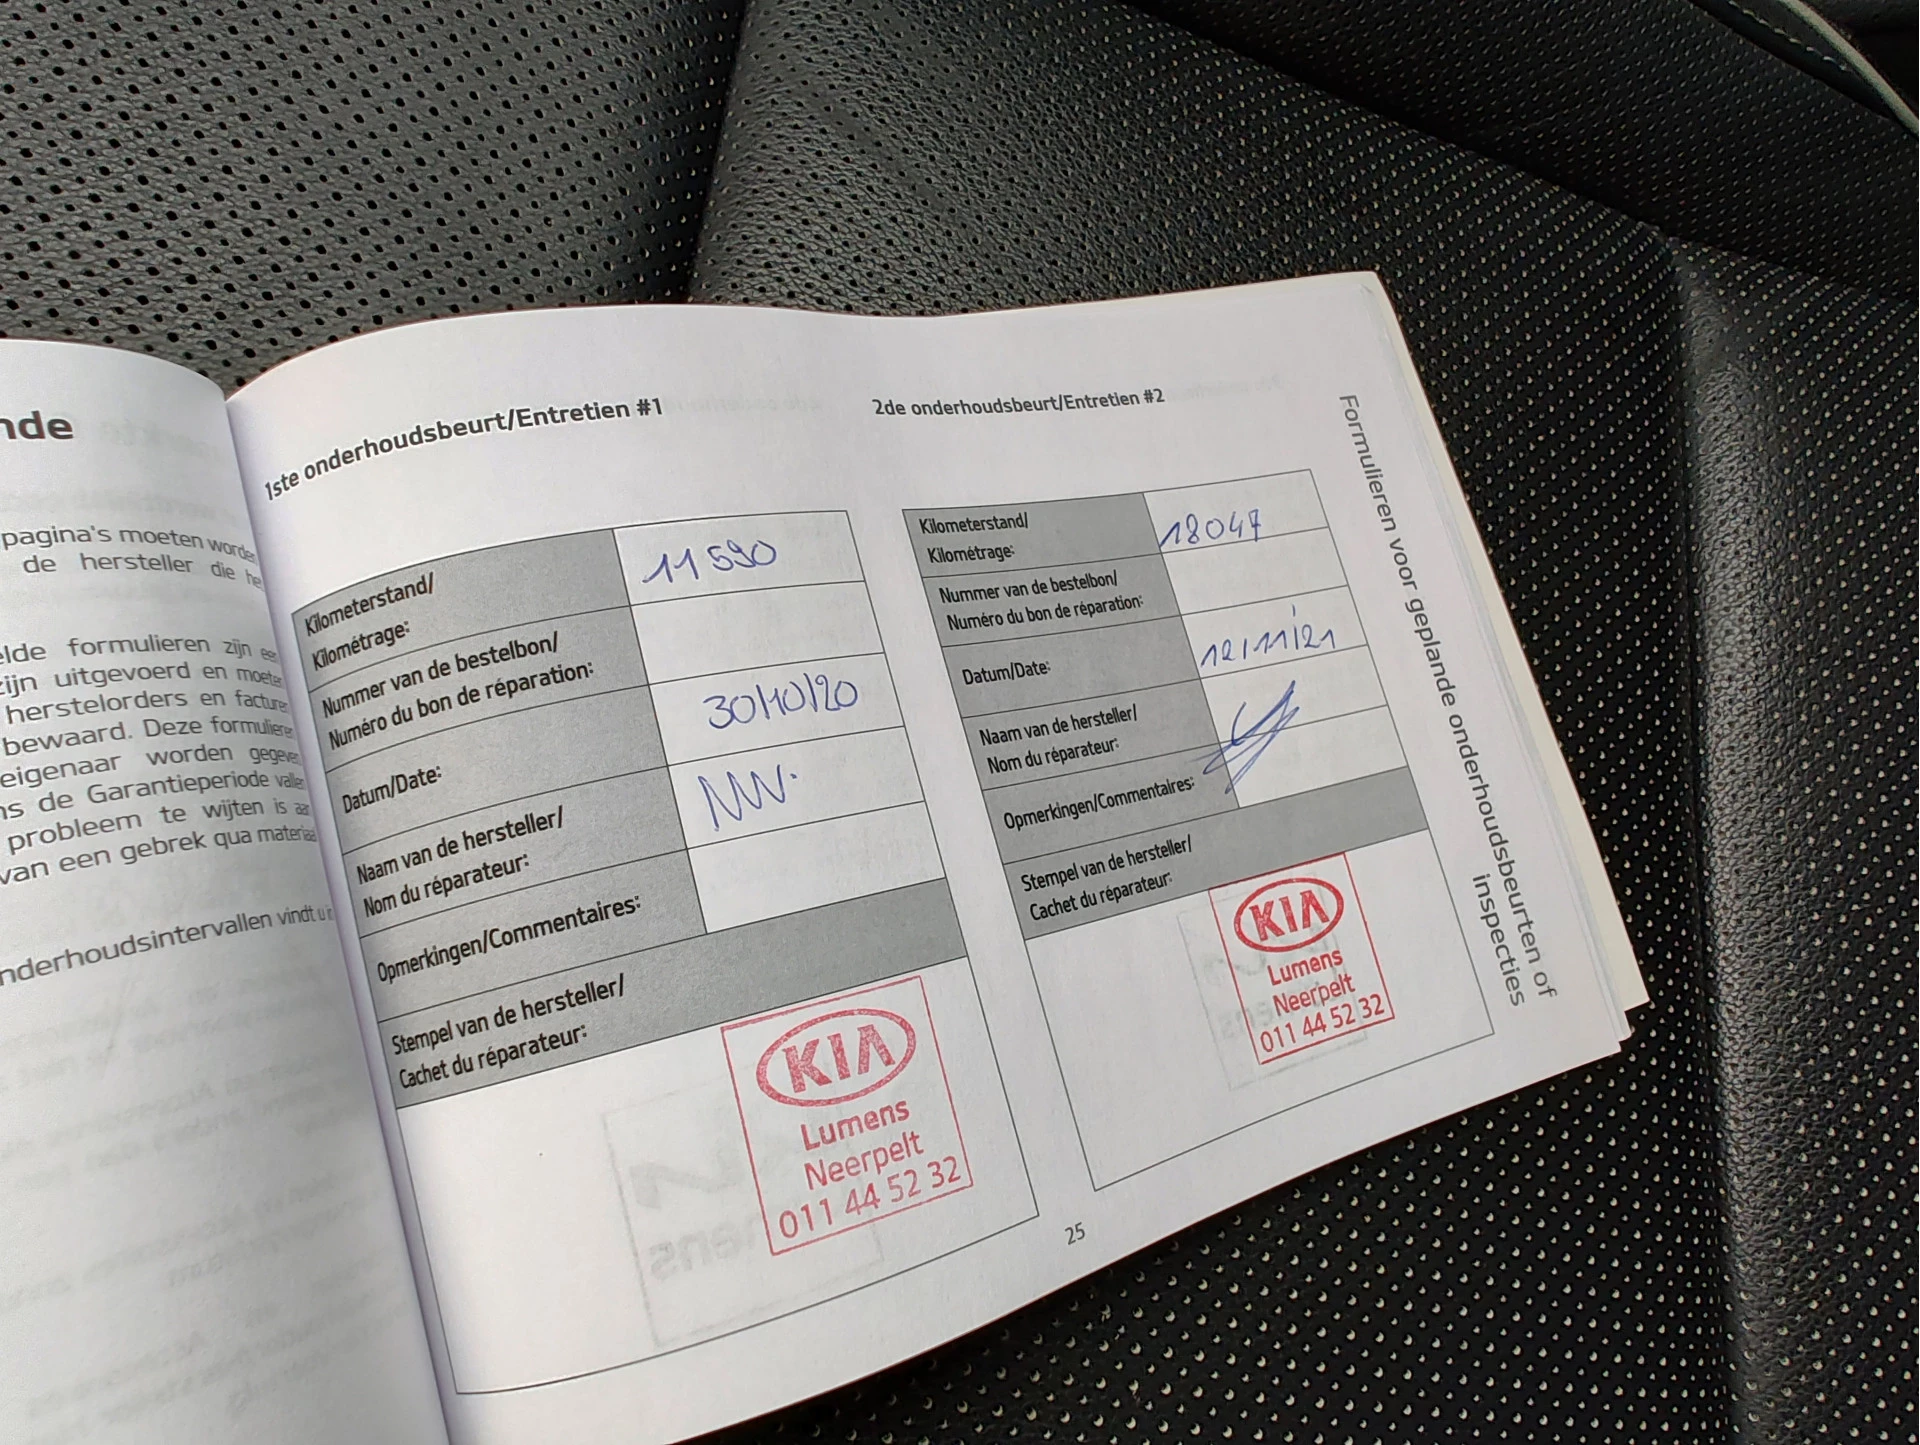 nde
pagina's moeten worden
de hersteller die he
elde formulieren zijn
zijn uitgevoerd en moeten
herstelorders en facturen
bewaard. Deze formulieren
eigenaar worden gegeven
ns de Garantieperiode vallen
probleem te wijten is aan
van een gebrek qua materiaa
nderhoudsintervallen vindt u in
1ste onderhoudsbeurt/Entretien #1
Kilometerstand/
Kilométrage:
11 590
Nummer van de bestelbon/
Numéro du bon de réparation:
Datum/Date:
30/10/20
Naam van de hersteller/
Nom du réparateur:
Opmerkingen/Commentaires:
Stempel van de hersteller/
Cachet du réparateur:
KIA
Lumens
Neerpelt
011 44 52 32
2de onderhoudsbeurt/Entretien #2
Kilometerstand/
Kilométrage:
18047
Nummer van de bestelbon/
Numéro du bon de réparation:
Datum/Date:
12/11/21
Naam van de hersteller/
Nom du réparateur:
Opmerkingen/Commentaires:
Stempel van de hersteller/
Cachet du réparateur:
KIA
Lumens
Neerpelt
011 44 52 32
Formulieren voor geplande onderhoudsbeurten of
inspecties
25